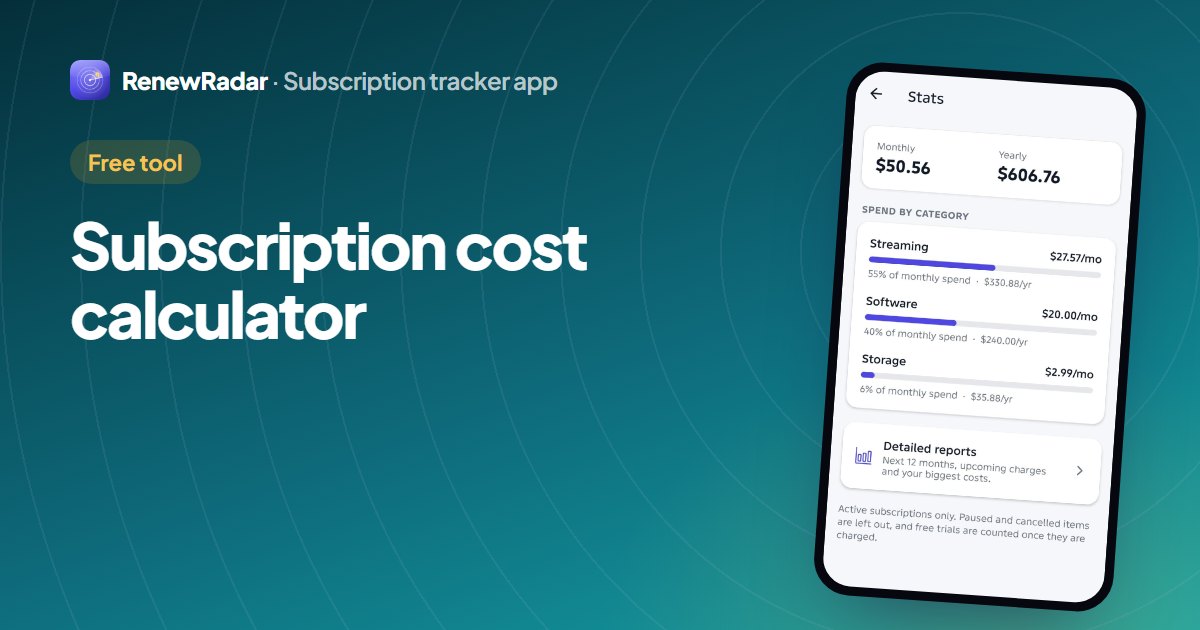 RenewRadar · Subscription tracker app
Free tool
Subscription cost
calculator
Stats
Monthly
$50.56
Yearly
$606.76
SPEND BY CATEGORY
Streaming
$27.57/mo
55% of monthly spend · $330.88/yr
Software
$20.00/mo
40% of monthly spend · $240.00/yr
Storage
$2.99/mo
6% of monthly spend · $35.88/yr
Detailed reports
Next 12 months, upcoming charges
and your biggest costs.
Active subscriptions only. Paused and cancelled items
are left out, and free trials are counted once they are
charged.